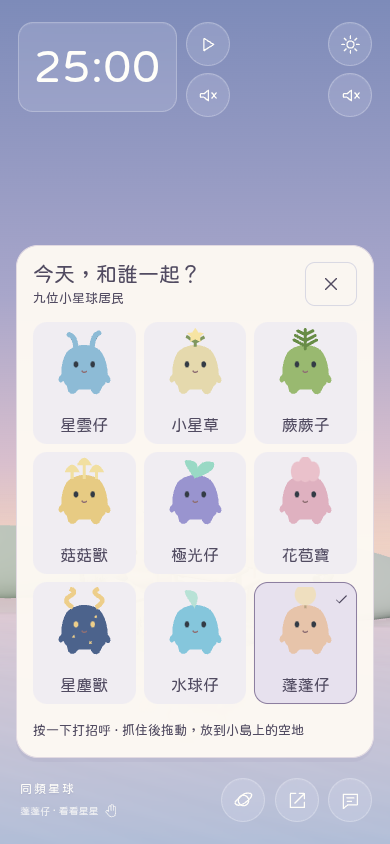 25:00
今天，和誰一起？
九位小星球居民
星雲仔
小星草
蕨蕨子
菇菇獸
極光仔
花苞寶
星塵獸
水球仔
蓬蓬仔
按一下打招呼 · 抓住後拖動，放到小島上的空地
同頻星球
蓬蓬仔 · 看看星星